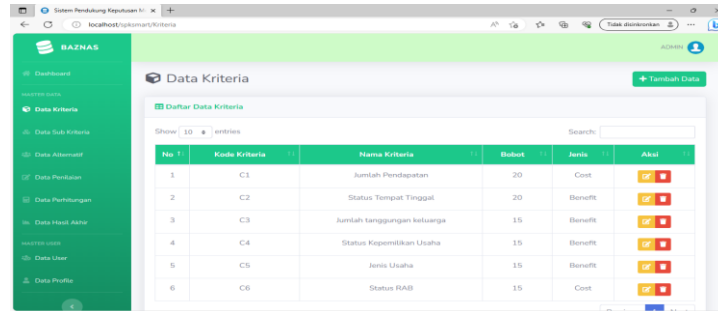 Sistem Pendukung Keputusan M
localhost/spksmart/Kriteria
Tidak disinkronkan
BAZNAS
ADMIN
Dashboard
MASTER DATA
Data Kriteria
Data Sub Kriteria
Data Alternatif
Data Penilaian
Data Perhitungan
Data Hasil Akhir
MASTER USER
Data User
Data Profile
Data Kriteria
Tambah Data
Daftar Data Kriteria
Show 10 entries
Search:
No Kode Kriteria Nama Kriteria Bobot Jenis Aksi
1 C1 Jumlah Pendapatan 20 Cost
2 C2 Status Tempat Tinggal 20 Benefit
3 C3 Jumlah tanggungan keluarga 15 Benefit
4 C4 Status Kepemilikan Usaha 15 Benefit
5 C5 Jenis Usaha 15 Benefit
6 C6 Status RAB 15 Cost